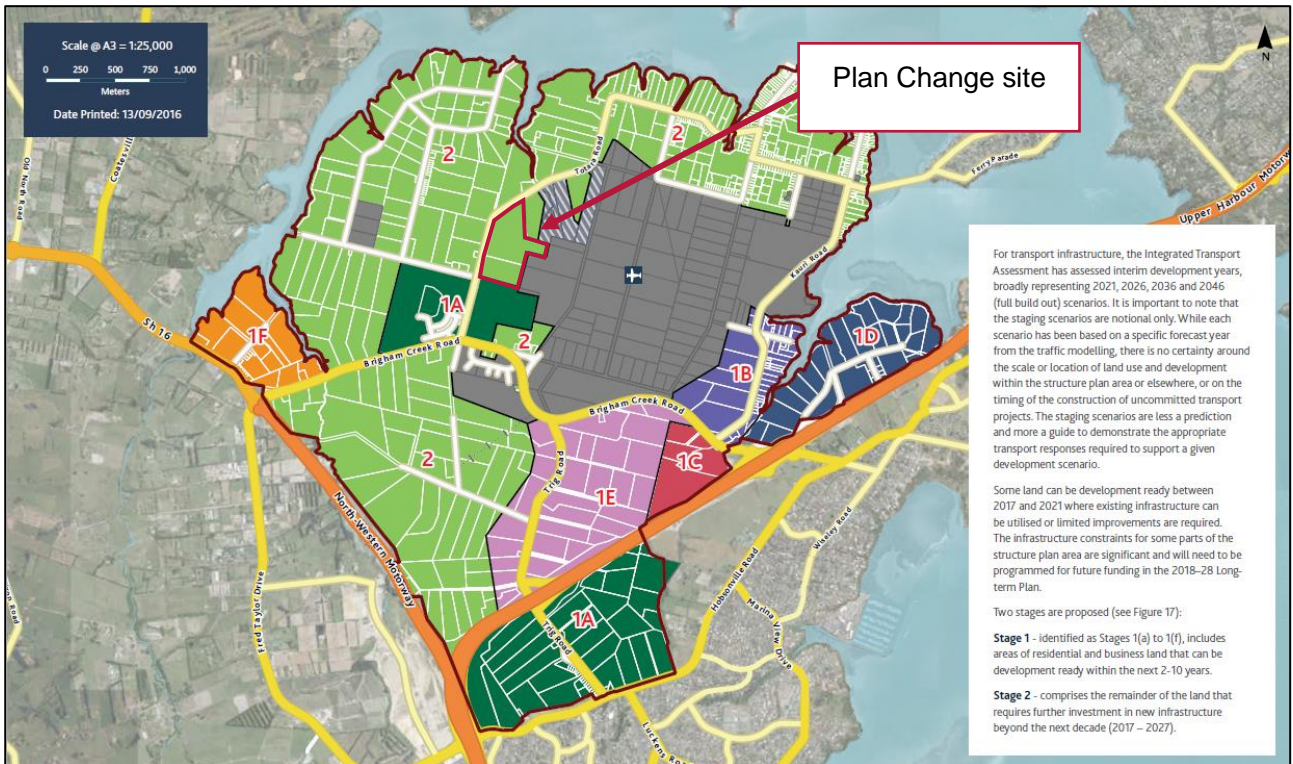 Scale @ A3 = 1:25,000
0 250 500 750 1,000
Meters
Date Printed: 13/09/2016
Plan Change site
N
Old North Road
Coatesvil
Totara Road
2
2
Ferry Parade
Upper Harbour Motorw
Kauri Road
1A
2
1F
Sh 16
Brigham Creek Road
1B
1D
Brigham Creek Road
1C
2
Trig Road
1E
North-Western Motorway
Fred Taylor Drive
Hobsonville Road
Wiseley Road
Marina View Drive
1A
Trig Road
Luckens Roa
on Road
For transport infrastructure, the Integrated Transport
Assessment has assessed interim development years,
broadly representing 2021, 2026, 2036 and 2046
(full build out) scenarios. It is important to note that
the staging scenarios are notional only. While each
scenario has been based on a specific forecast year
from the traffic modelling, there is no certainty around
the scale or location of land use and development
within the structure plan area or elsewhere, or on the
timing of the construction of uncommitted transport
projects. The staging scenarios are less a prediction
and more a guide to demonstrate the appropriate
transport responses required to support a given
development scenario.
Some land can be development ready between
2017 and 2021 where existing infrastructure can
be utilised or limited improvements are required.
The infrastructure constraints for some parts of the
structure plan area are significant and will need to be
programmed for future funding in the 2018–28 Long-
term Plan.
Two stages are proposed (see Figure 17):
Stage 1 - identified as Stages 1(a) to 1(f), includes
areas of residential and business land that can be
development ready within the next 2-10 years.
Stage 2 - comprises the remainder of the land that
requires further investment in new infrastructure
beyond the next decade (2017 – 2027).